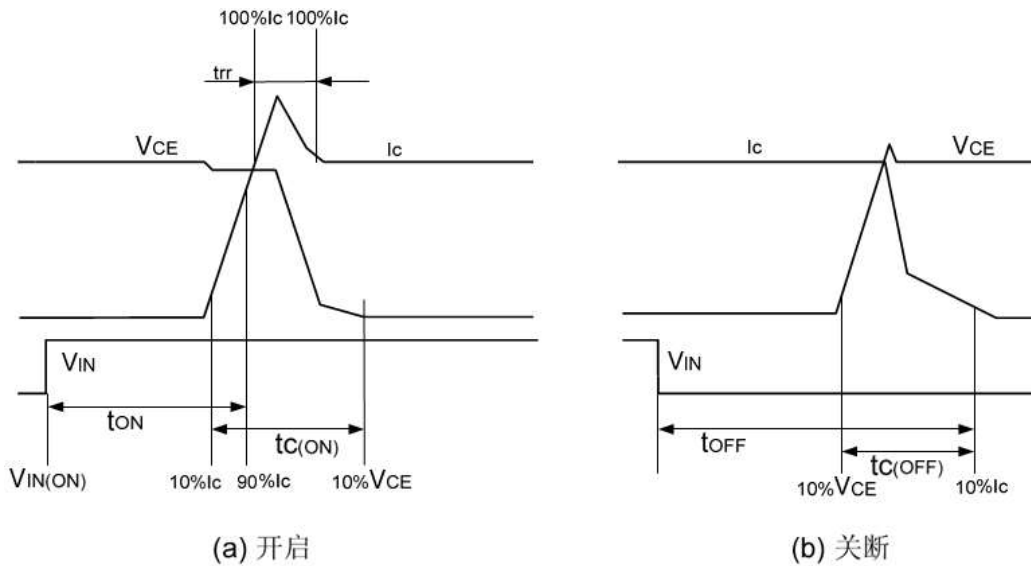 100%Ic 100%Ic
trr
VCE Ic
Ic VCE
VIN
VIN
tON
tC(ON)
tOFF
tC(OFF)
VIN(ON) 10%Ic 90%Ic 10%VCE
10%VCE 10%Ic
(a) 开启
(b) 关断